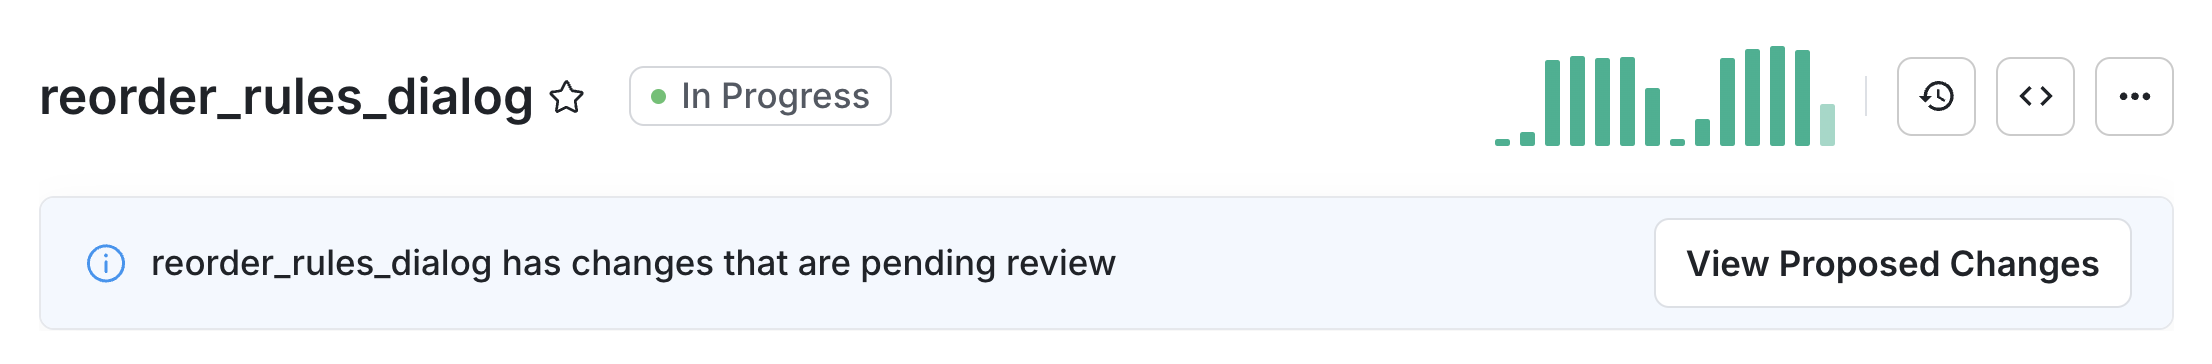 reorder_rules_dialog
In Progress
reorder_rules_dialog has changes that are pending review
View Proposed Changes